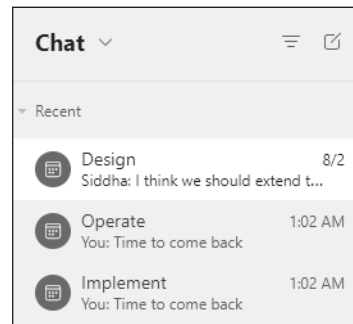 Chat
Recent
Design 8/2
Siddha: I think we should extend t...
Operate 1:02 AM
You: Time to come back
Implement 1:02 AM
You: Time to come back